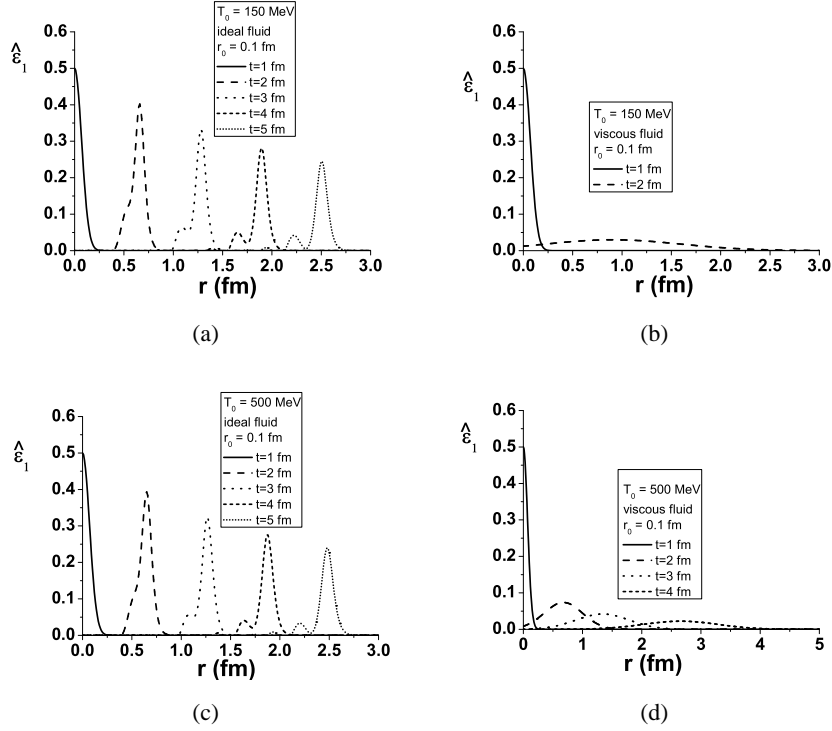 T₀ = 150 MeV
ideal fluid
r₀ = 0.1 fm
t=1 fm
t=2 fm
t=3 fm
t=4 fm
t=5 fm
ε̂₁
0.6
0.5
0.4
0.3
0.2
0.1
0.0
0.0 0.5 1.0 1.5 2.0 2.5 3.0
r (fm)
(a)
T₀ = 150 MeV
viscous fluid
r₀ = 0.1 fm
t=1 fm
t=2 fm
ε̂₁
0.6
0.5
0.4
0.3
0.2
0.1
0.0
0.0 0.5 1.0 1.5 2.0 2.5 3.0
r (fm)
(b)
T₀ = 500 MeV
ideal fluid
r₀ = 0.1 fm
t=1 fm
t=2 fm
t=3 fm
t=4 fm
t=5 fm
ε̂₁
0.6
0.5
0.4
0.3
0.2
0.1
0.0
0.0 0.5 1.0 1.5 2.0 2.5 3.0
r (fm)
(c)
T₀ = 500 MeV
viscous fluid
r₀ = 0.1 fm
t=1 fm
t=2 fm
t=3 fm
t=4 fm
ε̂₁
0.6
0.5
0.4
0.3
0.2
0.1
0.0
0 1 2 3 4 5
r (fm)
(d)